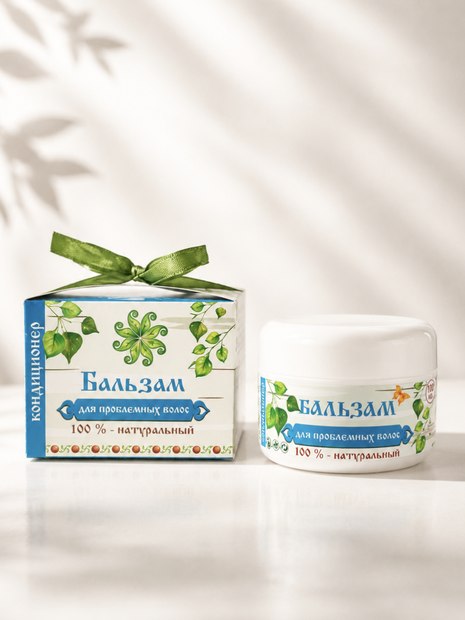 кондиционер
Бальзам
для проблемных волос
100 % - натуральный
БАЛЬЗАМ
для проблемных волос
100 % - натуральный